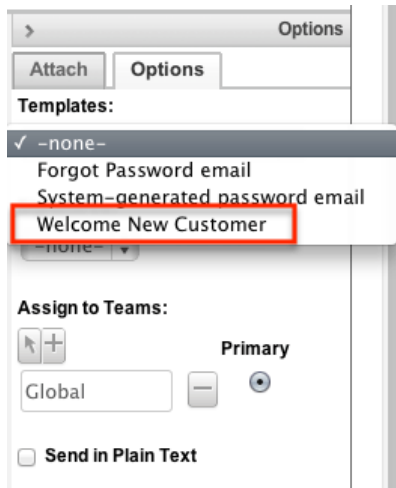 Options
Attach Options
Templates:
✓ -none-
Forgot Password email
System-generated password email
Welcome New Customer
-none-
Assign to Teams:
Primary
Global
Send in Plain Text